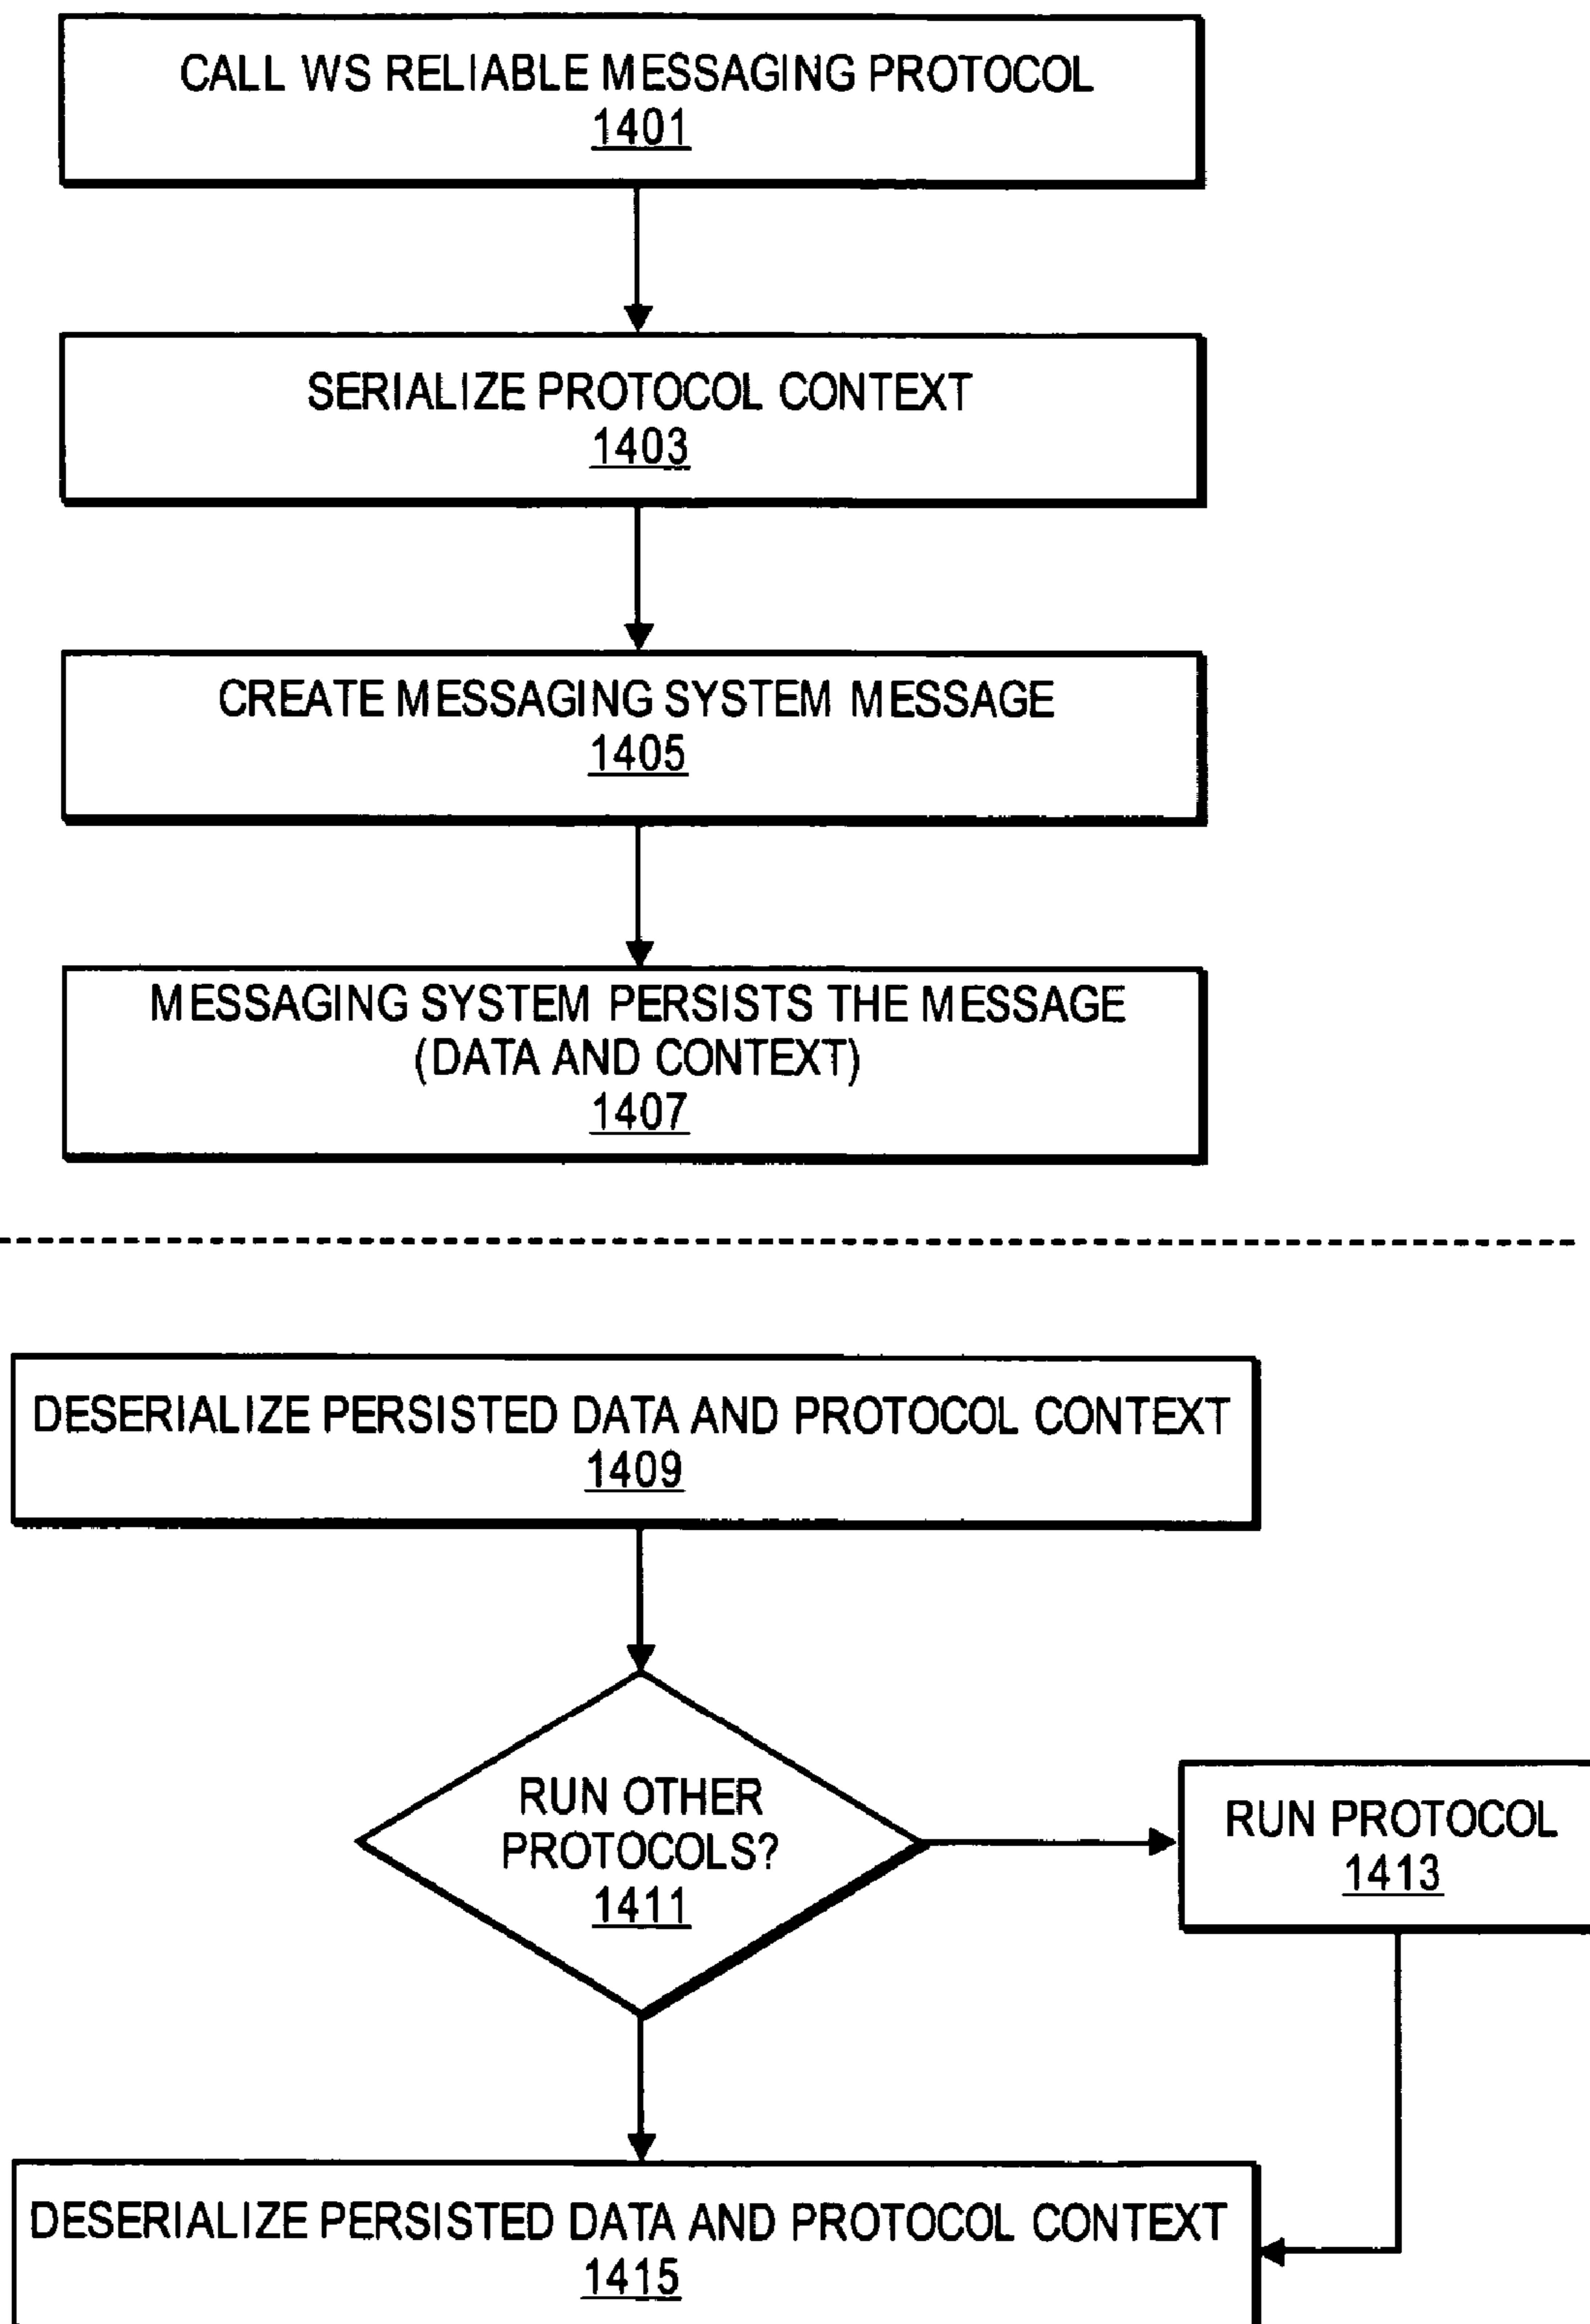 CALL WS RELIABLE MESSAGING PROTOCOL
1401
SERIALIZE PROTOCOL CONTEXT
1403
CREATE MESSAGING SYSTEM MESSAGE
1405
MESSAGING SYSTEM PERSISTS THE MESSAGE
(DATA AND CONTEXT)
1407
DESERIALIZE PERSISTED DATA AND PROTOCOL CONTEXT
1409
RUN OTHER
PROTOCOLS?
1411
RUN PROTOCOL
1413
DESERIALIZE PERSISTED DATA AND PROTOCOL CONTEXT
1415